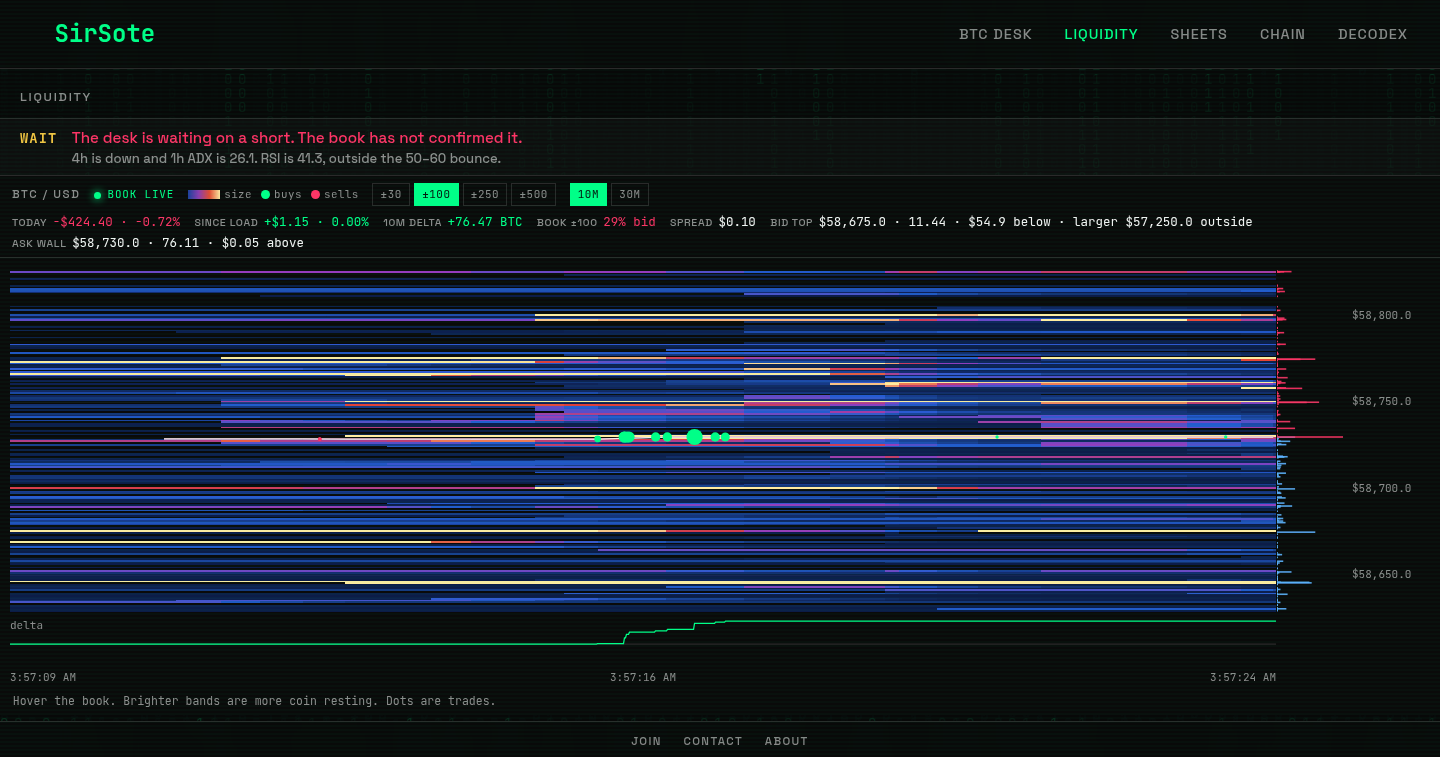 SirSote
BTC DESK LIQUIDITY SHEETS CHAIN DECODEX
LIQUIDITY
WAIT The desk is waiting on a short. The book has not confirmed it.
4h is down and 1h ADX is 26.1. RSI is 41.3, outside the 50–60 bounce.
BTC / USD BOOK LIVE size buys sells ±30 ±100 ±250 ±500 10M 30M
TODAY -$424.40 · -0.72% SINCE LOAD +$1.15 · 0.00% 10M DELTA +76.47 BTC BOOK ±100 29% bid SPREAD $0.10 BID TOP $58,675.0 · 11.44 · $54.9 below · larger $57,250.0 outside
ASK WALL $58,730.0 · 76.11 · $0.05 above
$58,800.0
$58,750.0
$58,700.0
$58,650.0
delta
3:57:09 AM 3:57:16 AM 3:57:24 AM
Hover the book. Brighter bands are more coin resting. Dots are trades.
JOIN CONTACT ABOUT